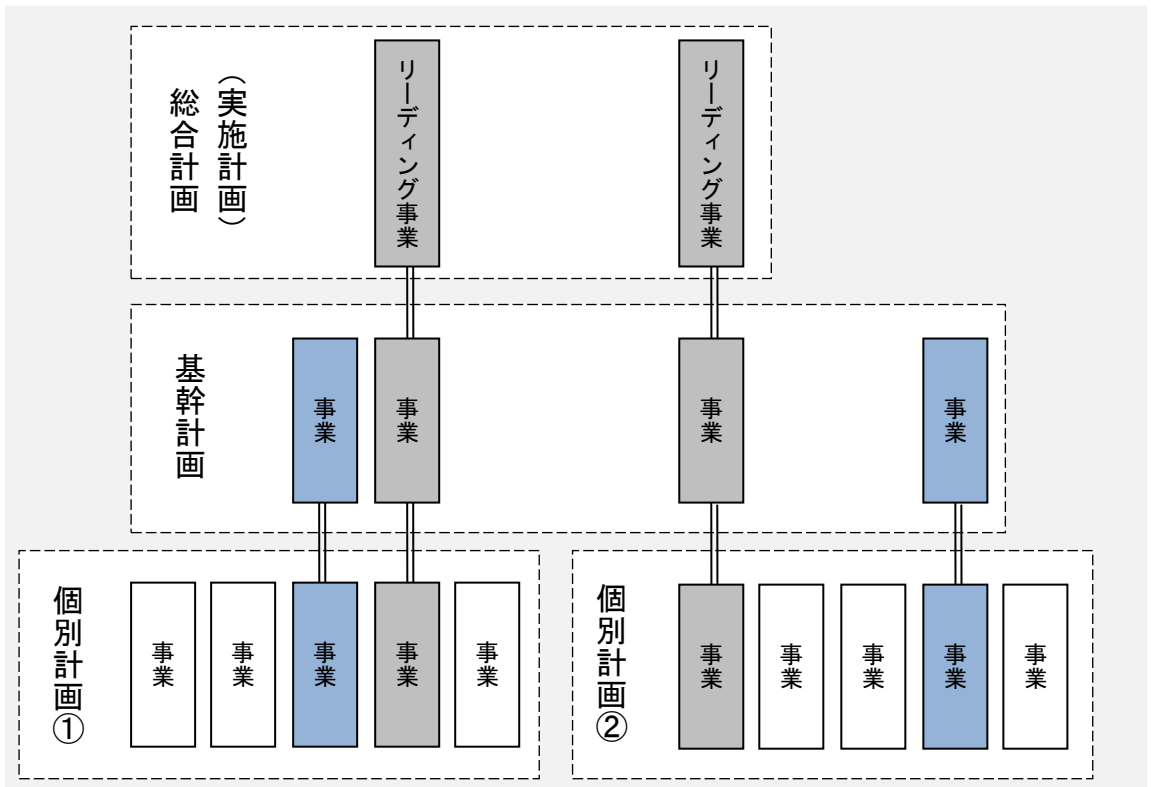 総合計画
（実施計画）
リーディング事業
リーディング事業
基幹計画
事業
事業
事業
事業
個別計画①
事業
事業
事業
事業
事業
個別計画②
事業
事業
事業
事業
事業